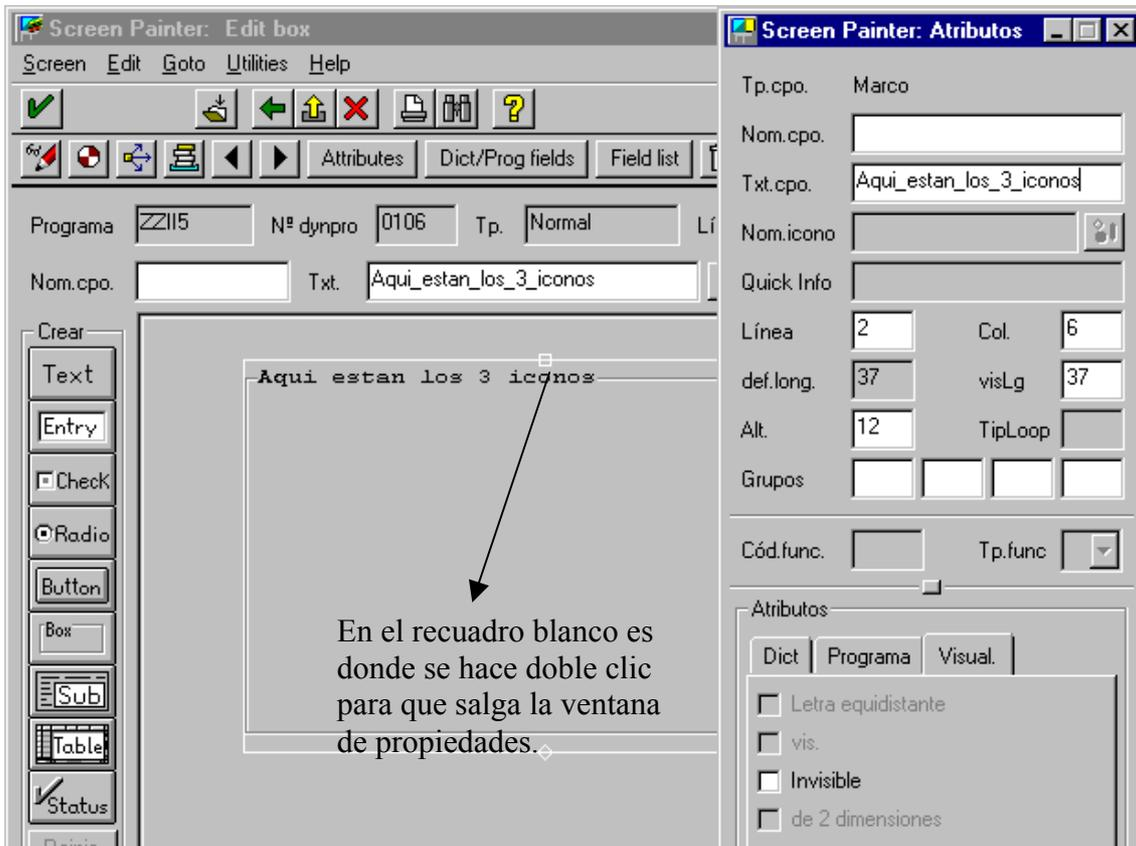 Screen Painter: Edit box
Screen Edit Goto Utilities Help
Attributes Dict/Prog fields Field list
Programa ZZII5 Nº dynpro 0106 Tp. Normal Lí
Nom.cpo. Txt. Aqui_estan_los_3_iconos
Crear
Text
Entry
Check
Radio
Button
Box
Sub
Table
Status
Aqui estan los 3 iconos
En el recuadro blanco es
donde se hace doble clic
para que salga la ventana
de propiedades.
Screen Painter: Atributos
Tp.cpo. Marco
Nom.cpo.
Txt.cpo. Aqui_estan_los_3_iconos
Nom.icono
Quick Info
Línea 2 Col. 6
def.long. 37 visLg 37
Alt. 12 TipLoop
Grupos
Cód.func. Tp.func
Atributos
Dict Programa Visual.
Letra equidistante
vis.
Invisible
de 2 dimensiones